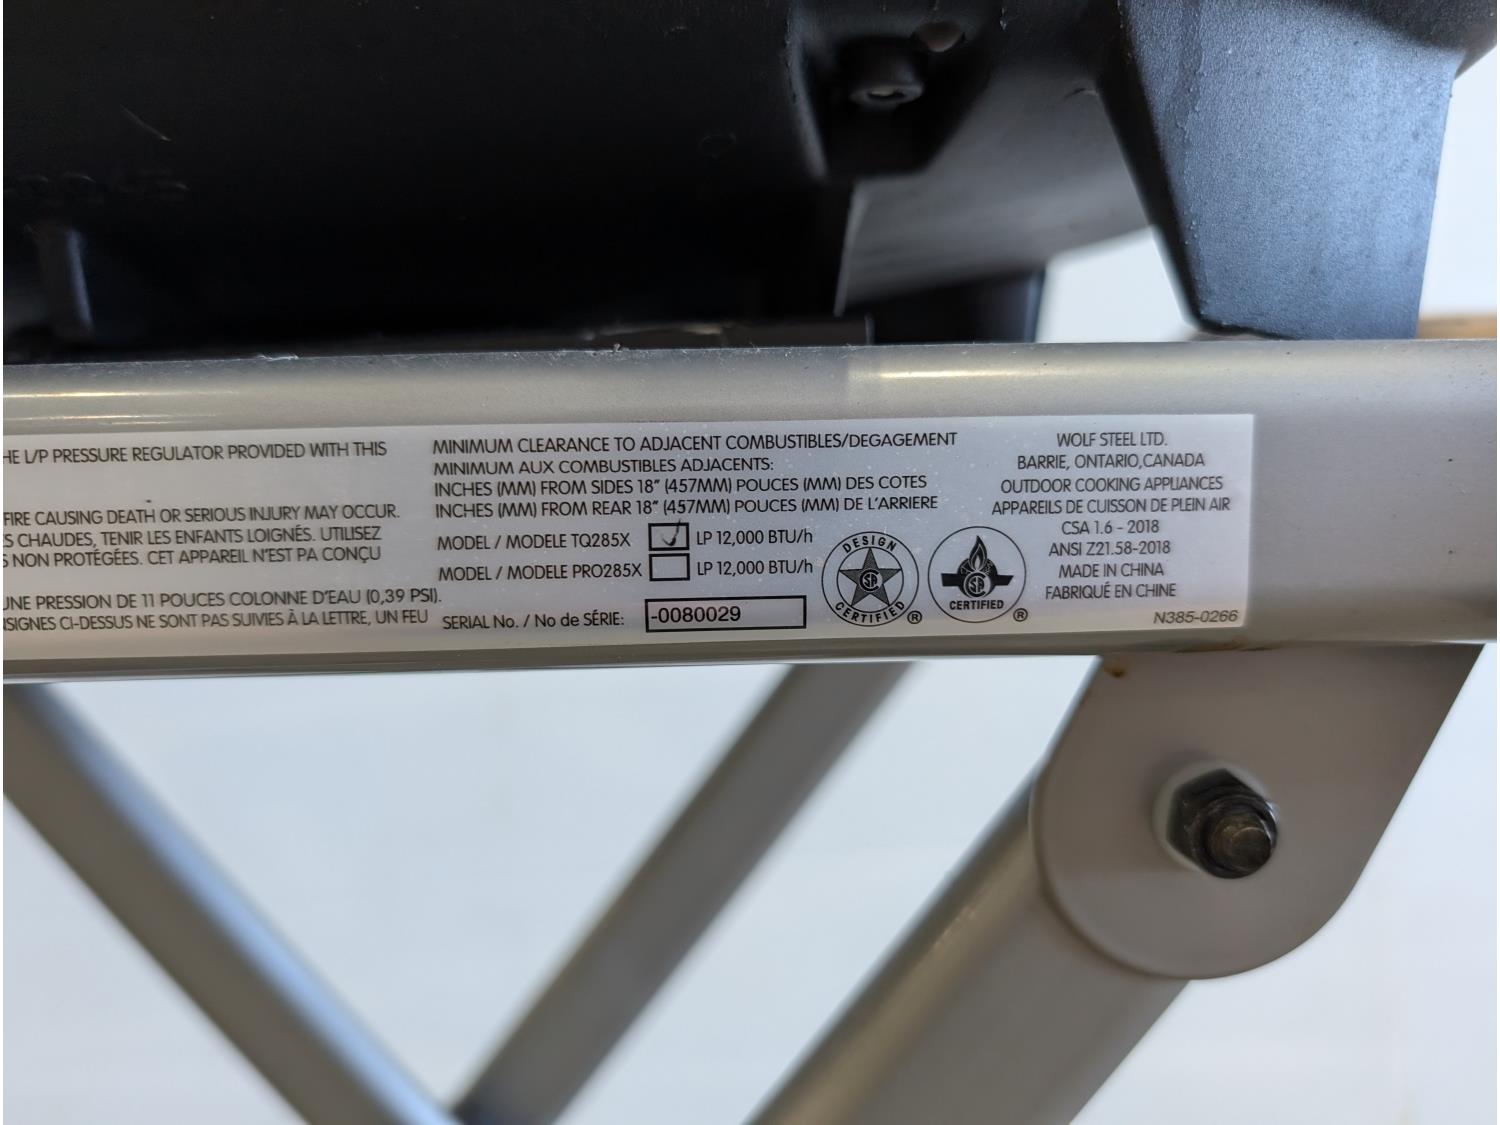 HE L/P PRESSURE REGULATOR PROVIDED WITH THIS
FIRE CAUSING DEATH OR SERIOUS INJURY MAY OCCUR.
S CHAUDES, TENIR LES ENFANTS LOIGNÉS. UTILISEZ
S NON PROTÉGÉES. CET APPAREIL N'EST PA CONÇU
UNE PRESSION DE 11 POUCES COLONNE D'EAU (0,39 PSI).
NSIGNES CI-DESSUS NE SONT PAS SUIVIES À LA LETTRE, UN FEU
MINIMUM CLEARANCE TO ADJACENT COMBUSTIBLES/DEGAGEMENT
MINIMUM AUX COMBUSTIBLES ADJACENTS:
INCHES (MM) FROM SIDES 18" (457MM) POUCES (MM) DES COTES
INCHES (MM) FROM REAR 18" (457MM) POUCES (MM) DE L'ARRIERE
MODEL / MODELE TQ285X LP 12,000 BTU/h
MODEL / MODELE PRO285X LP 12,000 BTU/h
SERIAL No. / No de SÉRIE: -0080029
DESIGN
CERTIFIED ®
CERTIFIED ®
WOLF STEEL LTD.
BARRIE, ONTARIO,CANADA
OUTDOOR COOKING APPLIANCES
APPAREILS DE CUISSON DE PLEIN AIR
CSA 1.6 - 2018
ANSI Z21.58-2018
MADE IN CHINA
FABRIQUÉ EN CHINE
N385-0266